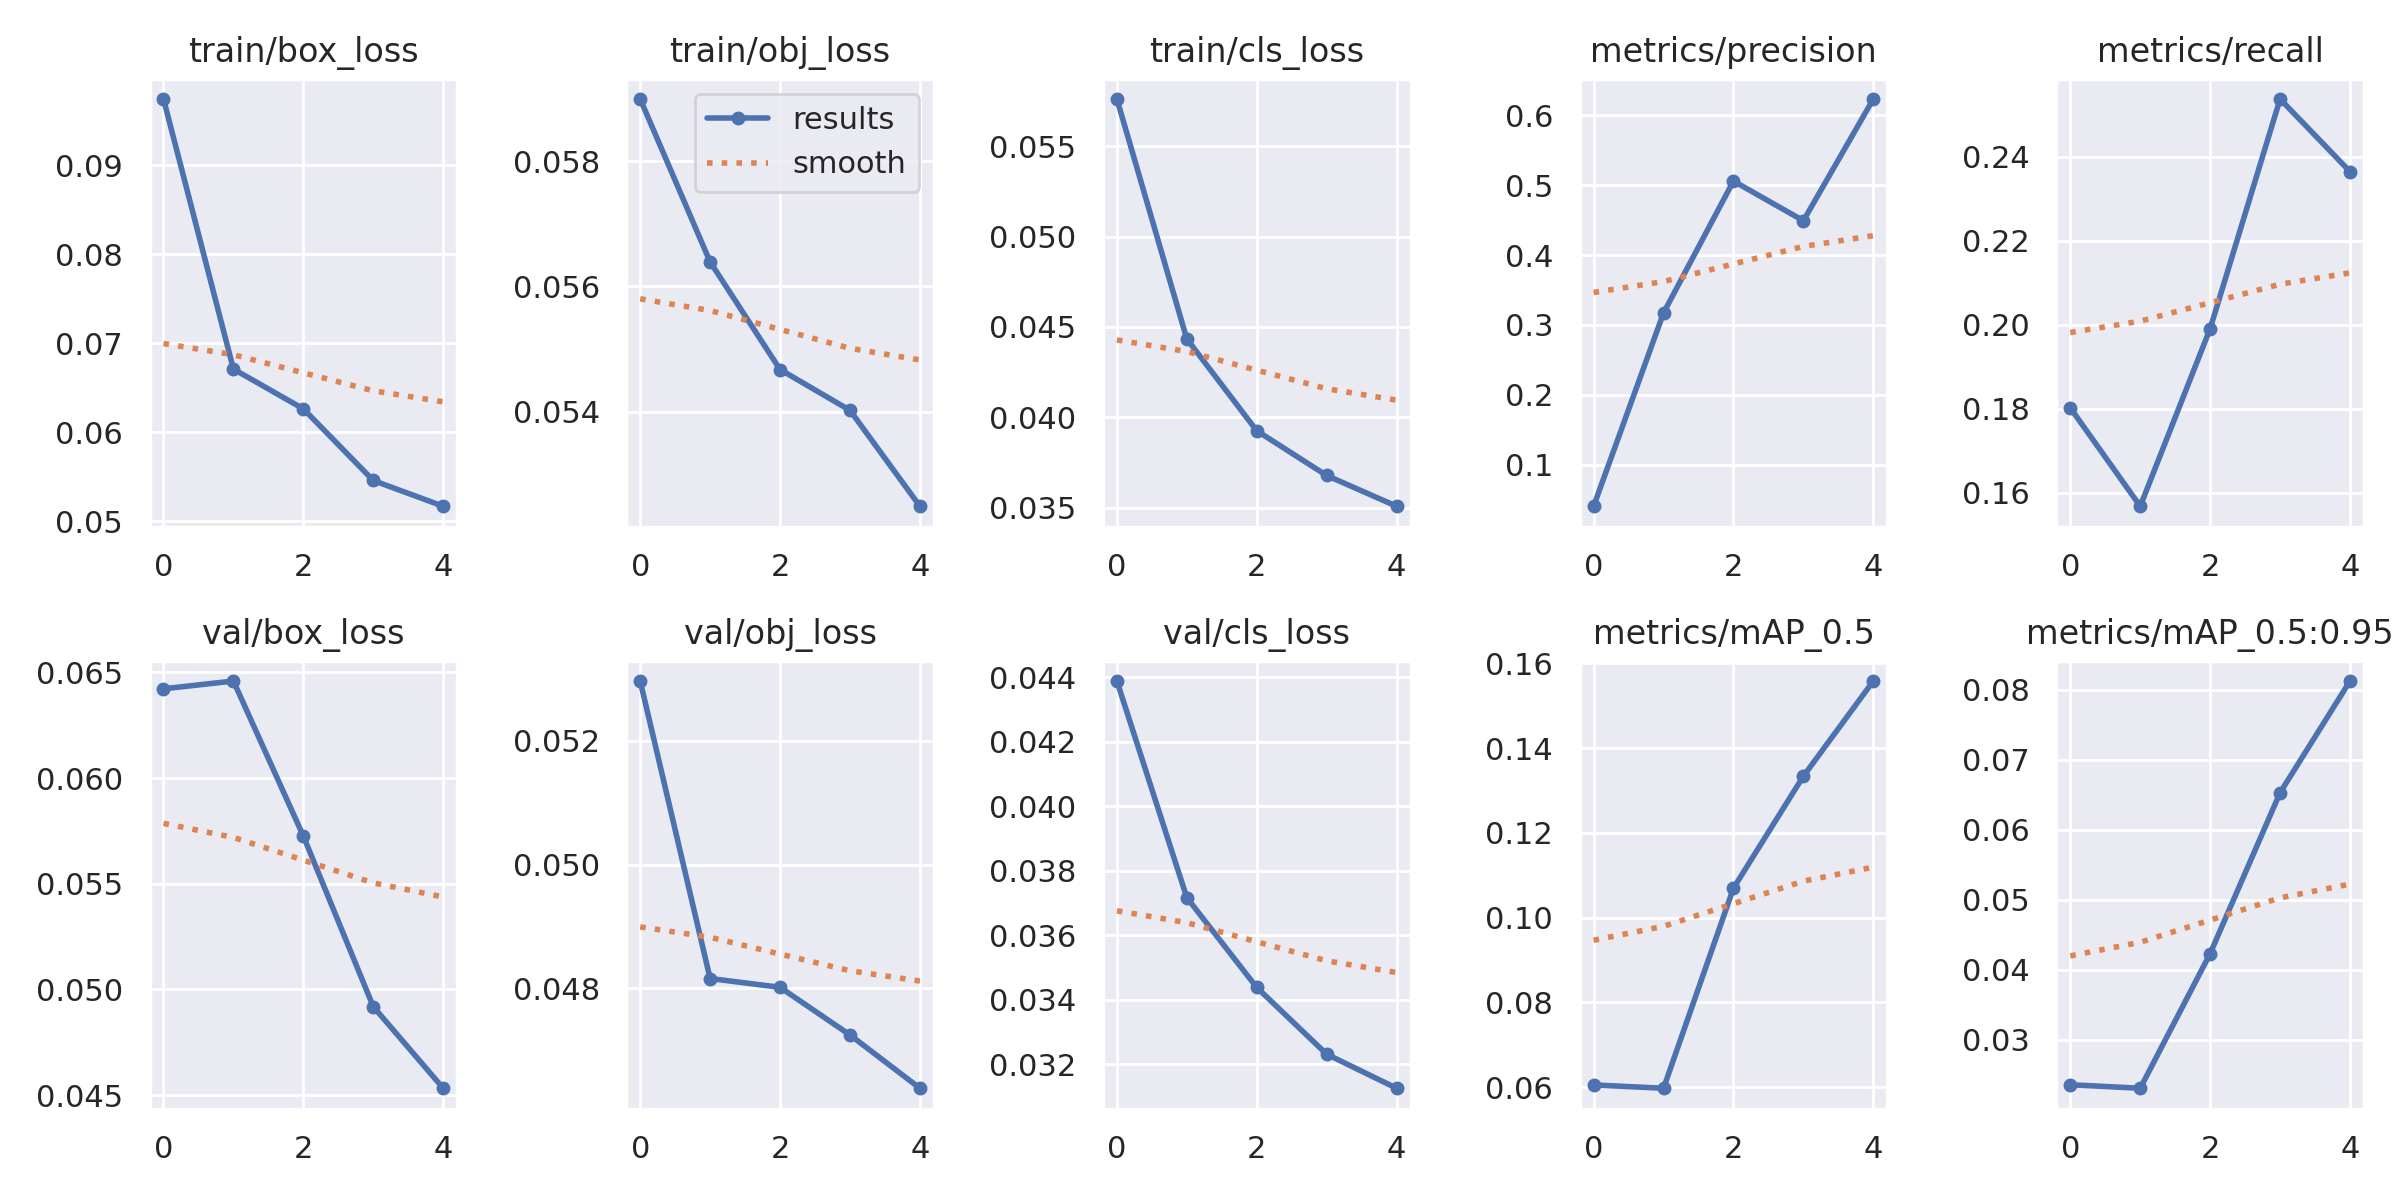 train/box_loss
0.09
0.08
0.07
0.06
0.05
0 2 4
train/obj_loss
results
smooth
0.058
0.056
0.054
0 2 4
train/cls_loss
0.055
0.050
0.045
0.040
0.035
0 2 4
metrics/precision
0.6
0.5
0.4
0.3
0.2
0.1
0 2 4
metrics/recall
0.24
0.22
0.20
0.18
0.16
0 2 4
val/box_loss
0.065
0.060
0.055
0.050
0.045
0 2 4
val/obj_loss
0.052
0.050
0.048
0 2 4
val/cls_loss
0.044
0.042
0.040
0.038
0.036
0.034
0.032
0 2 4
metrics/mAP_0.5
0.16
0.14
0.12
0.10
0.08
0.06
0 2 4
metrics/mAP_0.5:0.95
0.08
0.07
0.06
0.05
0.04
0.03
0 2 4